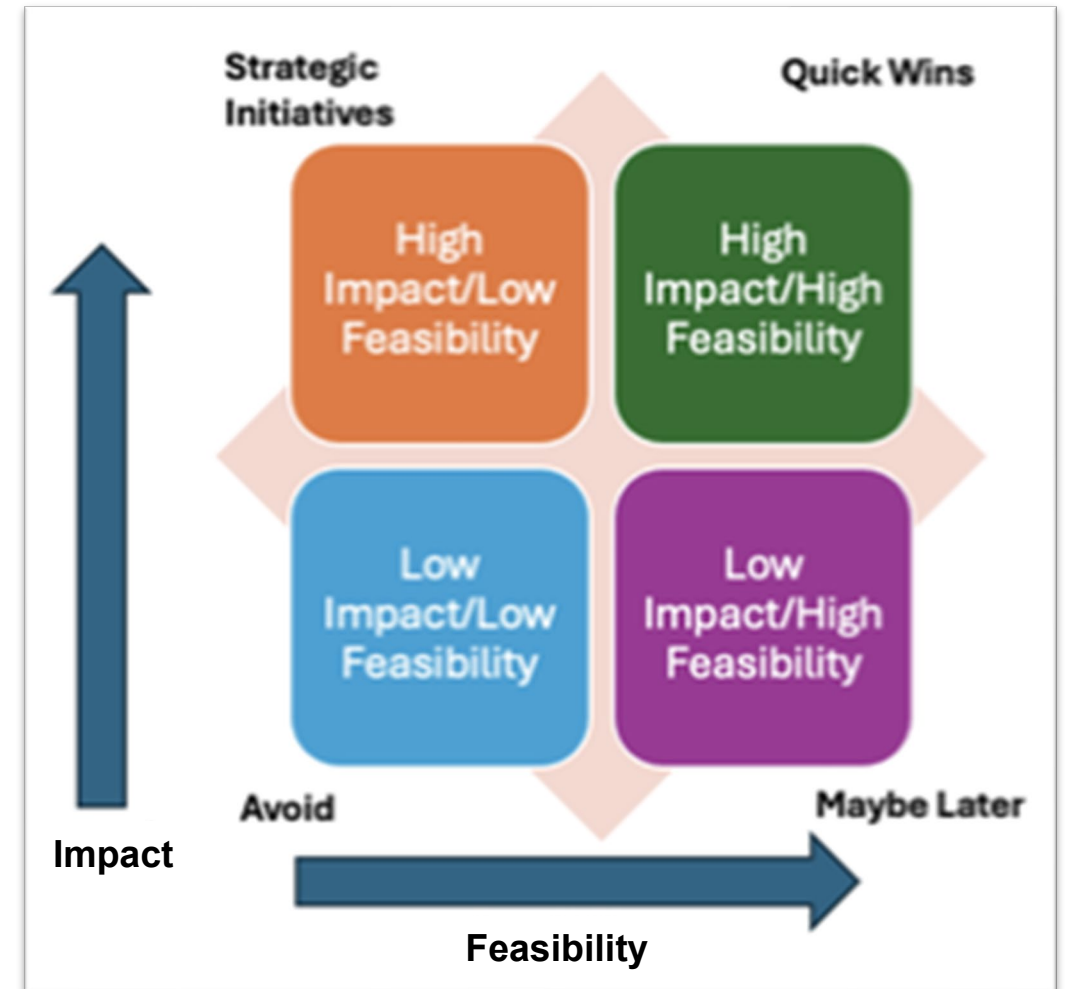 Strategic
Initiatives
Quick Wins
High
Impact/Low
Feasibility
High
Impact/High
Feasibility
Low
Impact/Low
Feasibility
Low
Impact/High
Feasibility
Avoid
Maybe Later
Impact
Feasibility